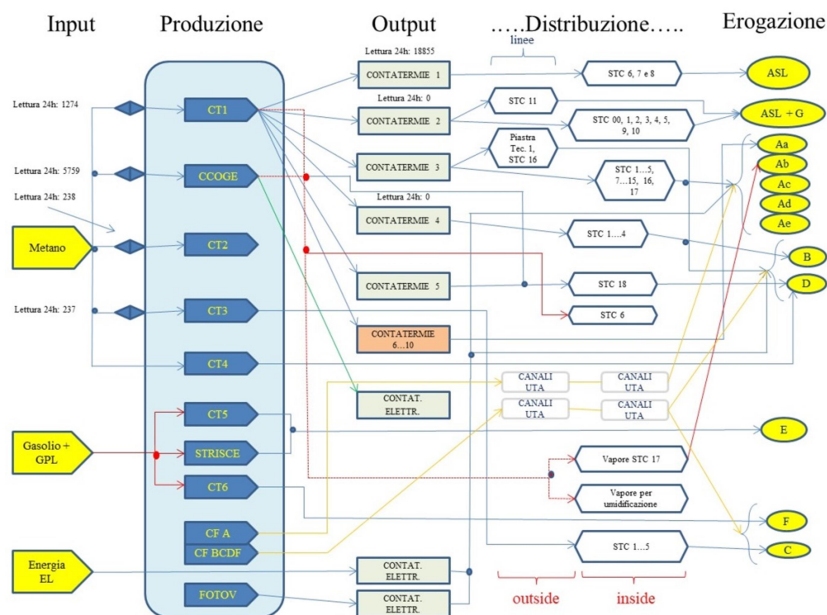 Input
Produzione
Output
.....Distribuzione.....
Erogazione
linee
Lettura 24h: 18855
CONTATERMIE 1
STC 6, 7 e 8
ASL
Lettura 24h: 1274
CT1
Lettura 24h: 0
CONTATERMIE 2
STC 11
STC 00, 1, 2, 3, 4, 5,
9, 10
ASL + G
Piastra
Tec. 1,
STC 16
Aa
Lettura 24h: 5759
CCOGE
CONTATERMIE 3
STC 1...5,
7...15, 16,
17
Ab
Ac
Ad
Ae
Lettura 24h: 238
Lettura 24h: 0
CONTATERMIE 4
STC 1....4
Metano
CT2
B
CONTATERMIE 5
STC 18
D
Lettura 24h: 237
CT3
STC 6
CONTATERMIE
6...10
CT4
CANALI
UTA
CANALI
UTA
CONTAT.
ELETTR.
CANALI
UTA
CANALI
UTA
CT5
E
Gasolio +
GPL
STRISCE
Vapore STC 17
CT6
Vapore per
umidificazione
F
CF A
CF BCDF
STC 1...5
C
Energia
EL
CONTAT.
ELETTR.
FOTOV
CONTAT.
ELETTR.
outside
inside